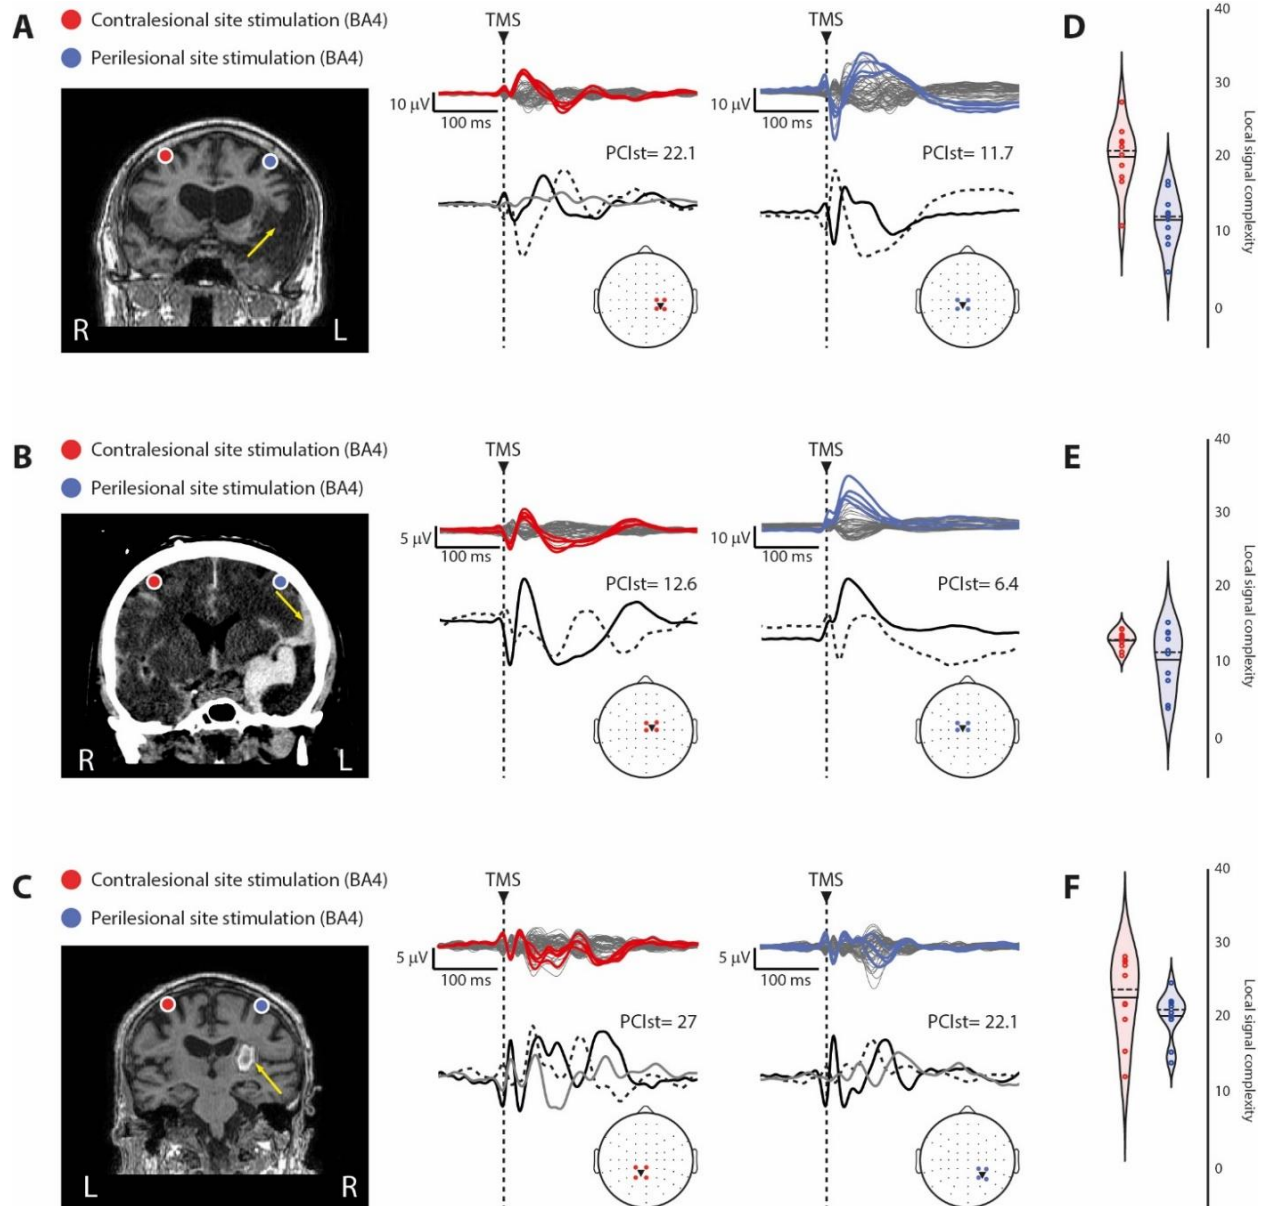 A
Contralesional site stimulation (BA4)
Perilesional site stimulation (BA4)
R
L
TMS
10 μV
100 ms
PCIst= 22.1
TMS
10 μV
100 ms
PCIst= 11.7
D
40
30
20
10
0
Local signal complexity
B
Contralesional site stimulation (BA4)
Perilesional site stimulation (BA4)
R
L
TMS
5 μV
100 ms
PCIst= 12.6
TMS
10 μV
100 ms
PCIst= 6.4
E
40
30
20
10
0
Local signal complexity
C
Contralesional site stimulation (BA4)
Perilesional site stimulation (BA4)
L
R
TMS
5 μV
100 ms
PCIst= 27
TMS
5 μV
100 ms
PCIst= 22.1
F
40
30
20
10
0
Local signal complexity